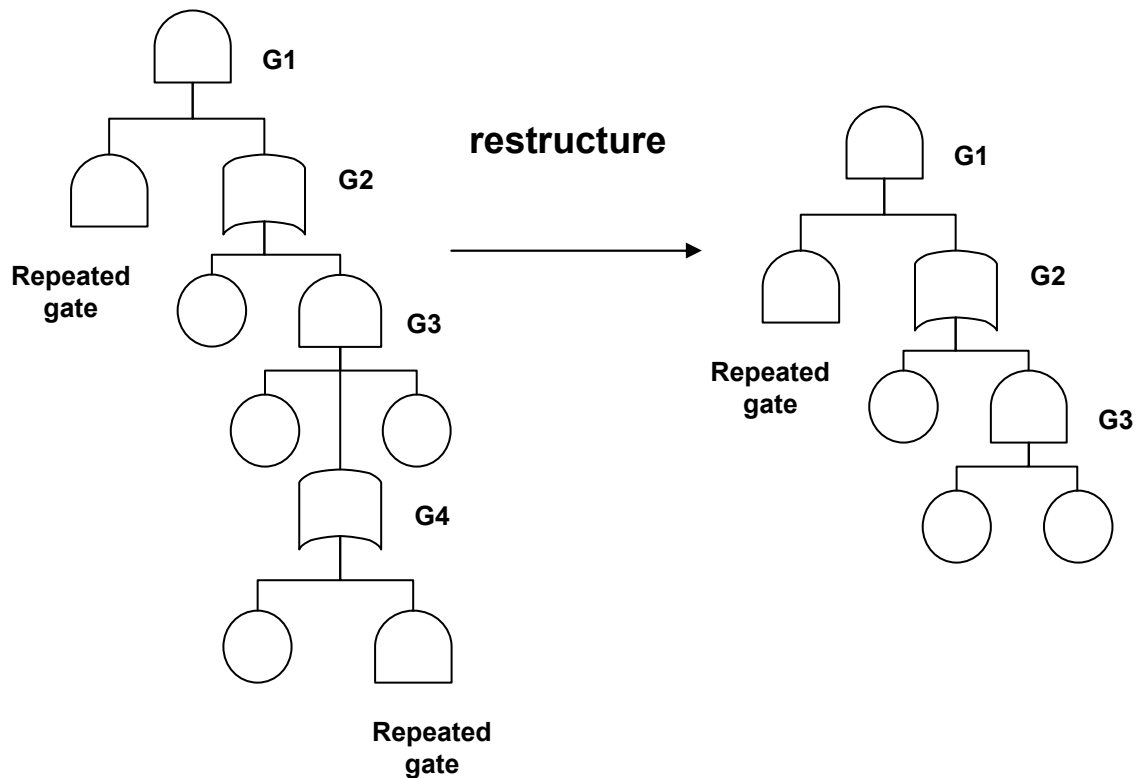 G1
restructure
G1
G2
Repeated
gate
G2
G3
Repeated
gate
G3
G4
Repeated
gate